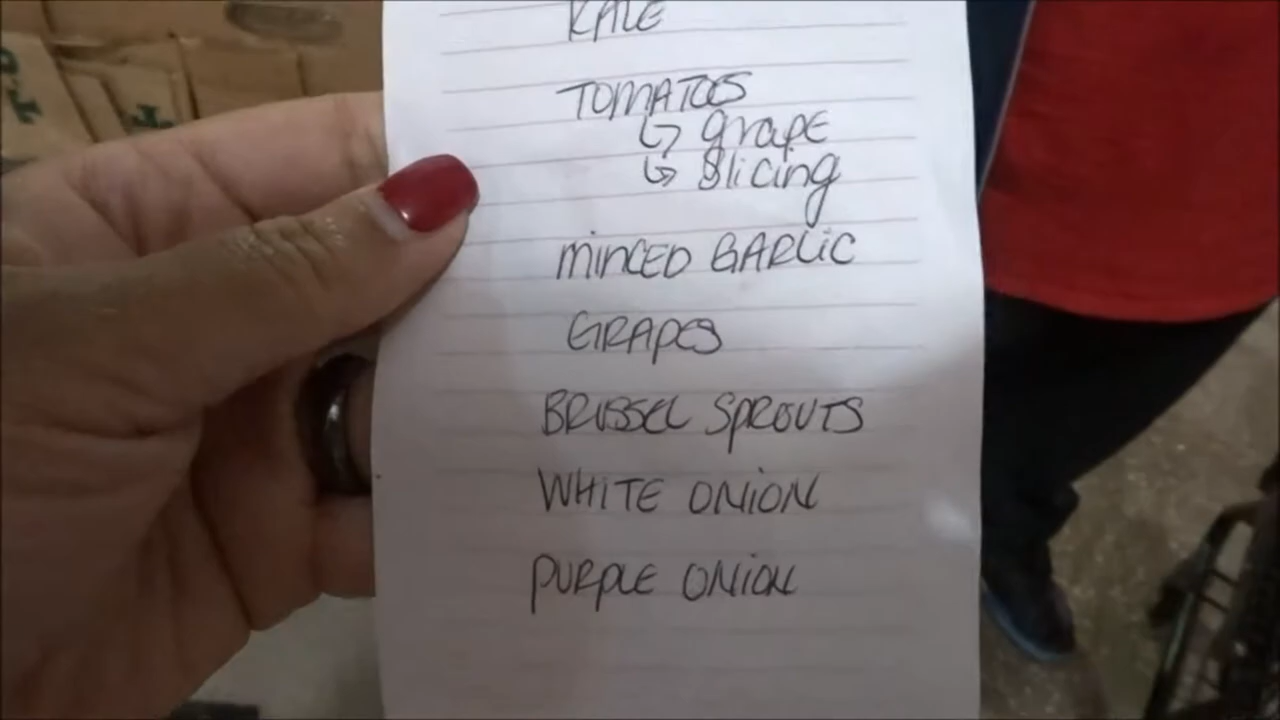 KALE
TOMATOES
↳ grape
↳ Slicing
MINCED GARLIC
GRAPES
BRUSSEL SPROUTS
WHITE ONION
PURPLE ONION